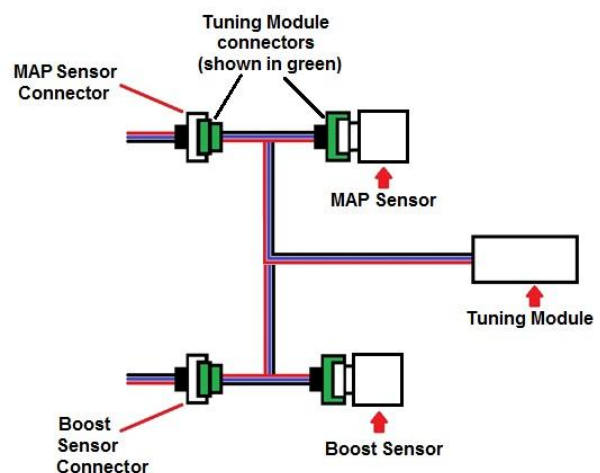 Tuning Module
connectors
(shown in green)
MAP Sensor
Connector
MAP Sensor
Tuning Module
Boost
Sensor
Connector
Boost Sensor